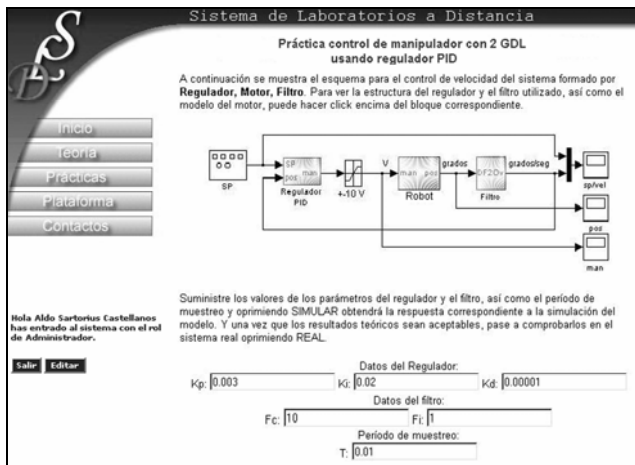 Sistema de Laboratorios a Distancia
Práctica control de manipulador con 2 GDL
usando regulador PID
A continuación se muestra el esquema para el control de velocidad del sistema formado por
Regulador, Motor, Filtro. Para ver la estructura del regulador y el filtro utilizado, así como el
modelo del motor, puede hacer click encima del bloque correspondiente.
Inicio
Teoría
Prácticas
Plataforma
Contactos
SP
SP
man
pos
Regulador
PID
+-10 V
V
man pos
Robot
grados
DF2Ov
Filtro
grados/seg
sp/vel
pos
man
Suministre los valores de los parámetros del regulador y el filtro, así como el período de
muestreo y oprimiendo SIMULAR obtendrá la respuesta correspondiente a la simulación del
modelo. Y una vez que los resultados teóricos sean aceptables, pase a comprobarlos en el
sistema real oprimiendo REAL.
Hola Aldo Sartorius Castellanos
has entrado al sistema con el rol
de Administrador.
Salir Editar
Datos del Regulador:
Kp: 0.003 Ki: 0.02 Kd: 0.00001
Datos del filtro:
Fc: 10 Fi: 1
Período de muestreo:
T: 0.01